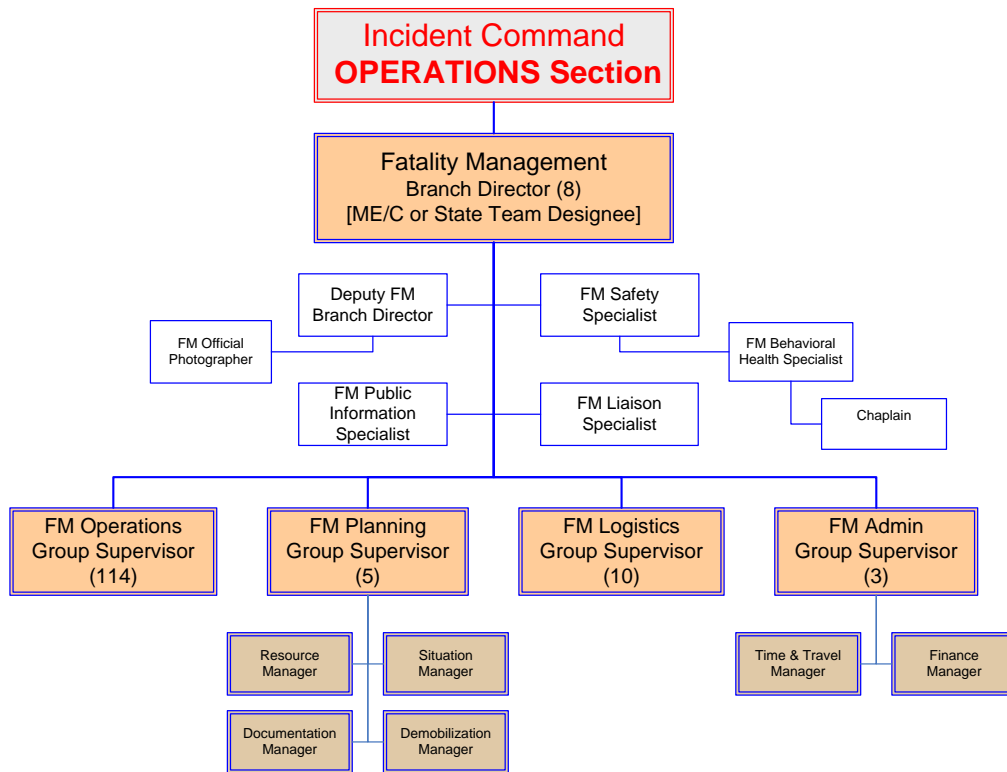 Incident Command
OPERATIONS Section
Fatality Management
Branch Director (8)
[ME/C or State Team Designee]
Deputy FM
Branch Director
FM Safety
Specialist
FM Official
Photographer
FM Behavioral
Health Specialist
FM Public
Information
Specialist
FM Liaison
Specialist
Chaplain
FM Operations
Group Supervisor
(114)
FM Planning
Group Supervisor
(5)
FM Logistics
Group Supervisor
(10)
FM Admin
Group Supervisor
(3)
Resource
Manager
Situation
Manager
Time & Travel
Manager
Finance
Manager
Documentation
Manager
Demobilization
Manager